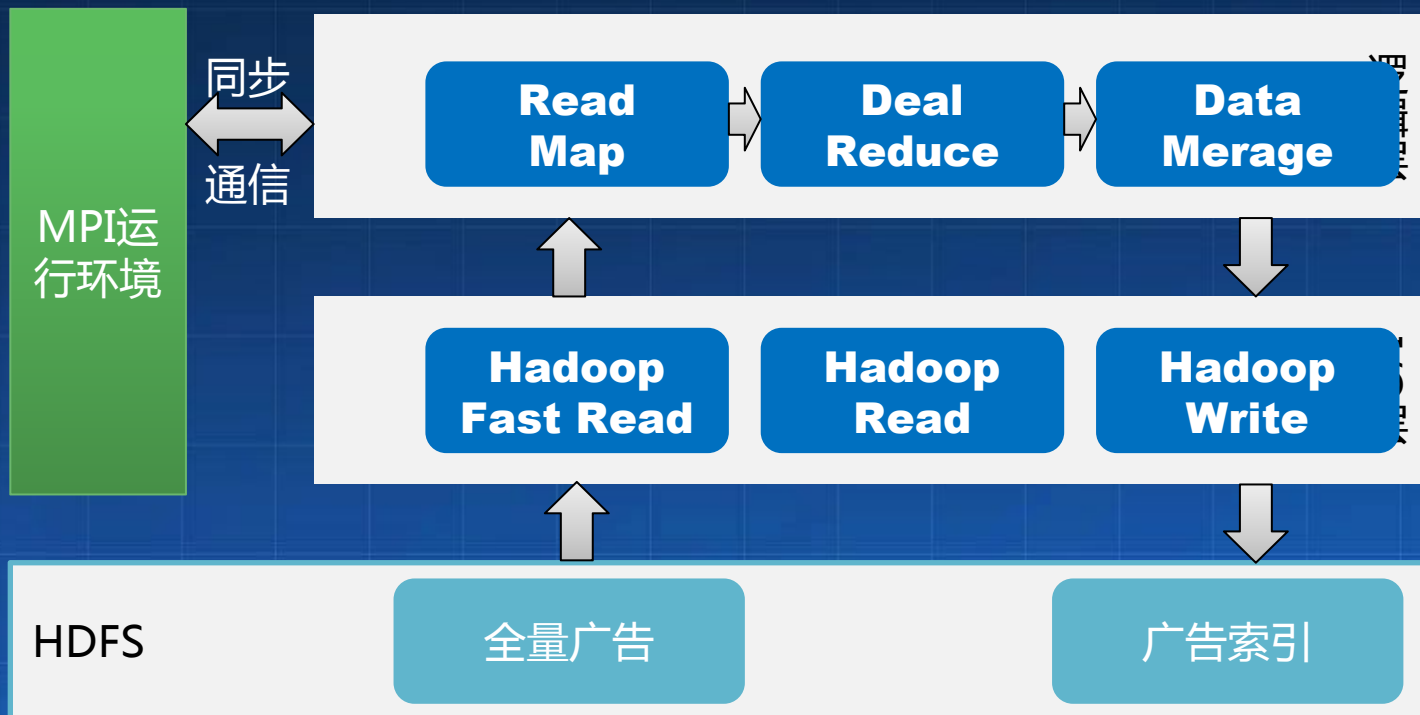 同步
通信
MPI运
行环境
Read
Map
Deal
Reduce
Data
Merage
Hadoop
Fast Read
Hadoop
Read
Hadoop
Write
HDFS
全量广告
广告索引